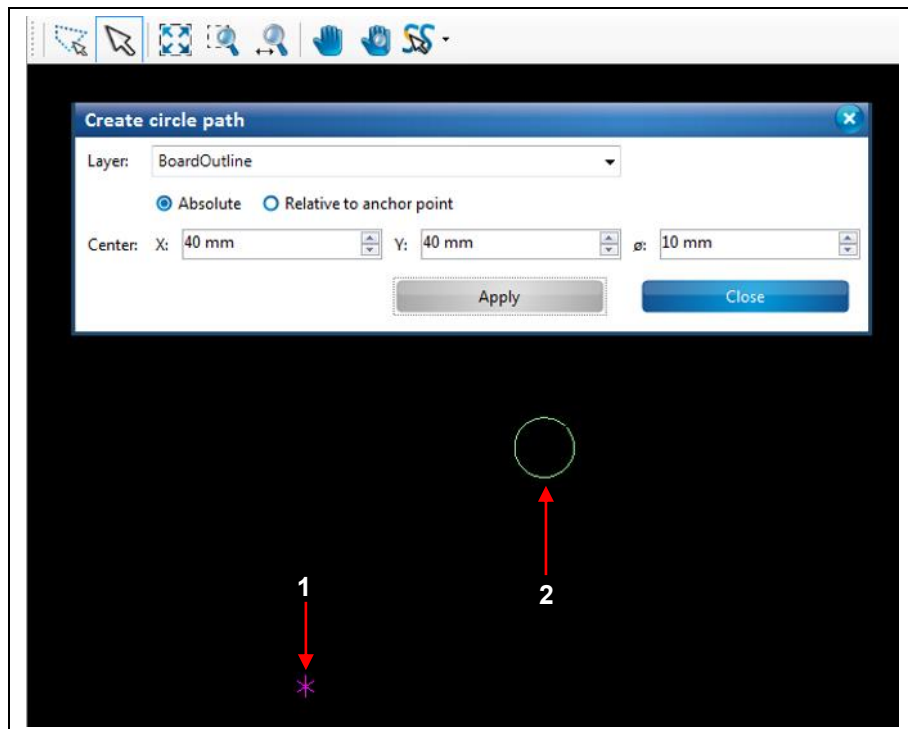 SS
Create circle path
Layer: BoardOutline
Absolute Relative to anchor point
Center: X: 40 mm Y: 40 mm ø: 10 mm
Apply Close
1
2